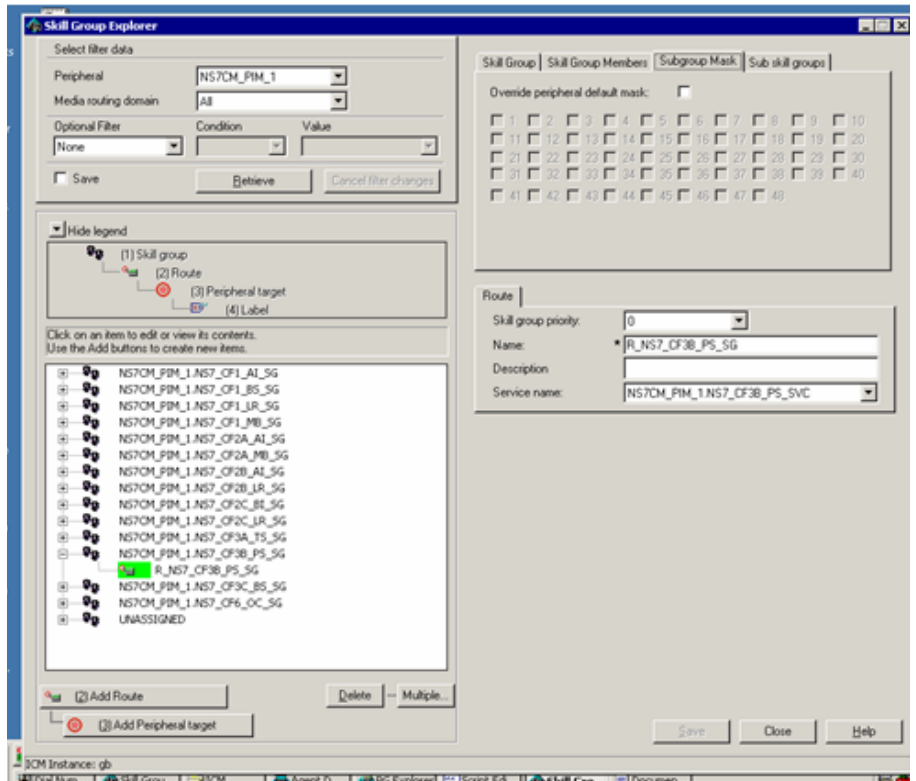 Skill Group Explorer
Select filter data
Peripheral
NS7CM_PIM_1
Media routing domain
All
Optional Filter
Condition
Value
None
Save
Retrieve
Cancel filter changes
Hide legend
(1) Skill group
(2) Route
(3) Peripheral target
(4) Label
Click on an item to edit or view its contents.
Use the Add buttons to create new items.
NS7CM_PIM_1.NS7_CF1_AI_SG
NS7CM_PIM_1.NS7_CF1_BS_SG
NS7CM_PIM_1.NS7_CF1_LR_SG
NS7CM_PIM_1.NS7_CF1_MB_SG
NS7CM_PIM_1.NS7_CF2A_AI_SG
NS7CM_PIM_1.NS7_CF2A_MB_SG
NS7CM_PIM_1.NS7_CF2B_AI_SG
NS7CM_PIM_1.NS7_CF2B_LR_SG
NS7CM_PIM_1.NS7_CF2C_BI_SG
NS7CM_PIM_1.NS7_CF2C_LR_SG
NS7CM_PIM_1.NS7_CF3A_TS_SG
NS7CM_PIM_1.NS7_CF3B_PS_SG
R_NS7_CF3B_PS_SG
NS7CM_PIM_1.NS7_CF3C_BS_SG
NS7CM_PIM_1.NS7_CF6_OC_SG
UNASSIGNED
(2) Add Route
Delete
Multiple...
(3) Add Peripheral target
Skill Group Skill Group Members Subgroup Mask Sub skill groups
Override peripheral default mask:
1 2 3 4 5 6 7 8 9 10
11 12 13 14 15 16 17 18 19 20
21 22 23 24 25 26 27 28 29 30
31 32 33 34 35 36 37 38 39 40
41 42 43 44 45 46 47 48
Route
Skill group priority: 0
Name: * R_NS7_CF3B_PS_SG
Description
Service name: NS7CM_PIM_1.NS7_CF3B_PS_SVC
Save Close Help
ICM Instance: gb